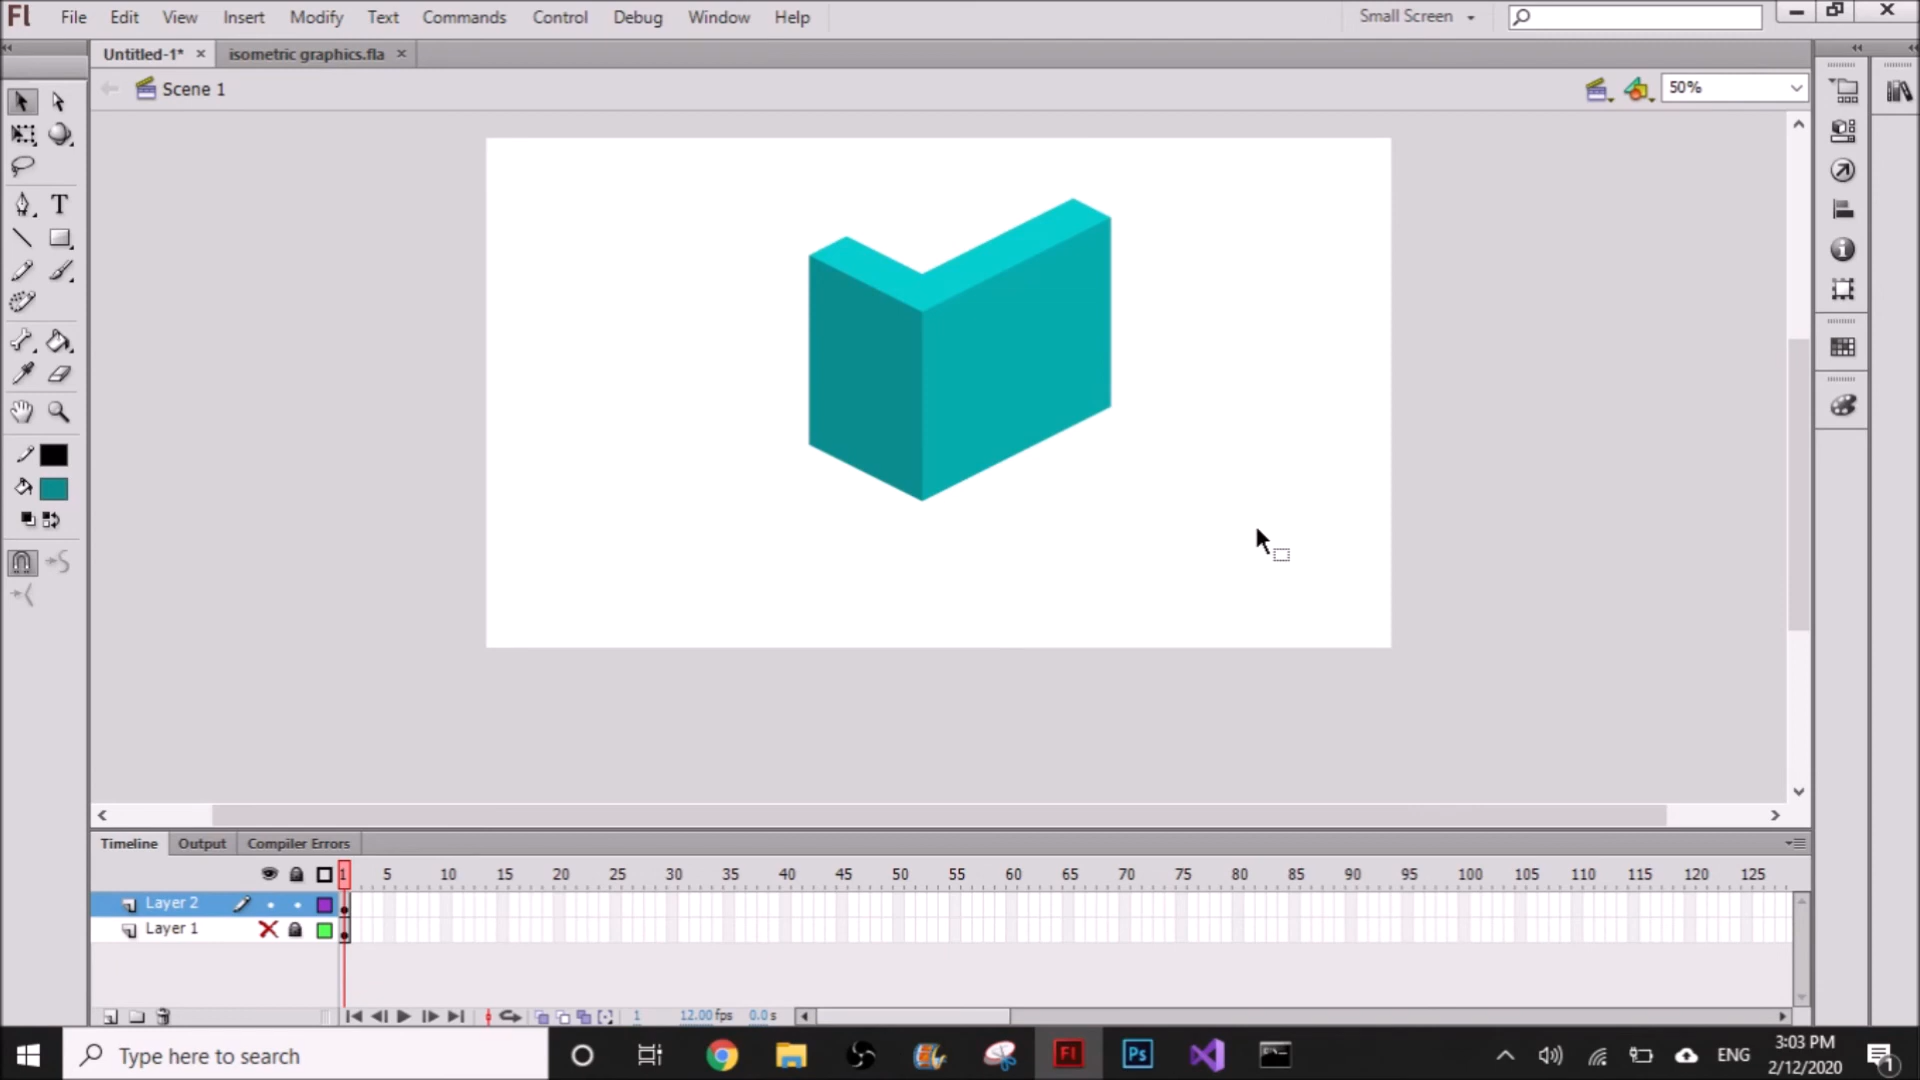 Fl File Edit View Insert Modify Text Commands Control Debug Window Help Small Screen
Untitled-1* × isometric graphics.fla ×
Scene 1 50%
T
Timeline Output Compiler Errors
1 5 10 15 20 25 30 35 40 45 50 55 60 65 70 75 80 85 90 95 100 105 110 115 120 125
Layer 2
Layer 1
1 12.00 fps 0.0 s
Type here to search Fl Ps ENG 3:03 PM
2/12/2020 1